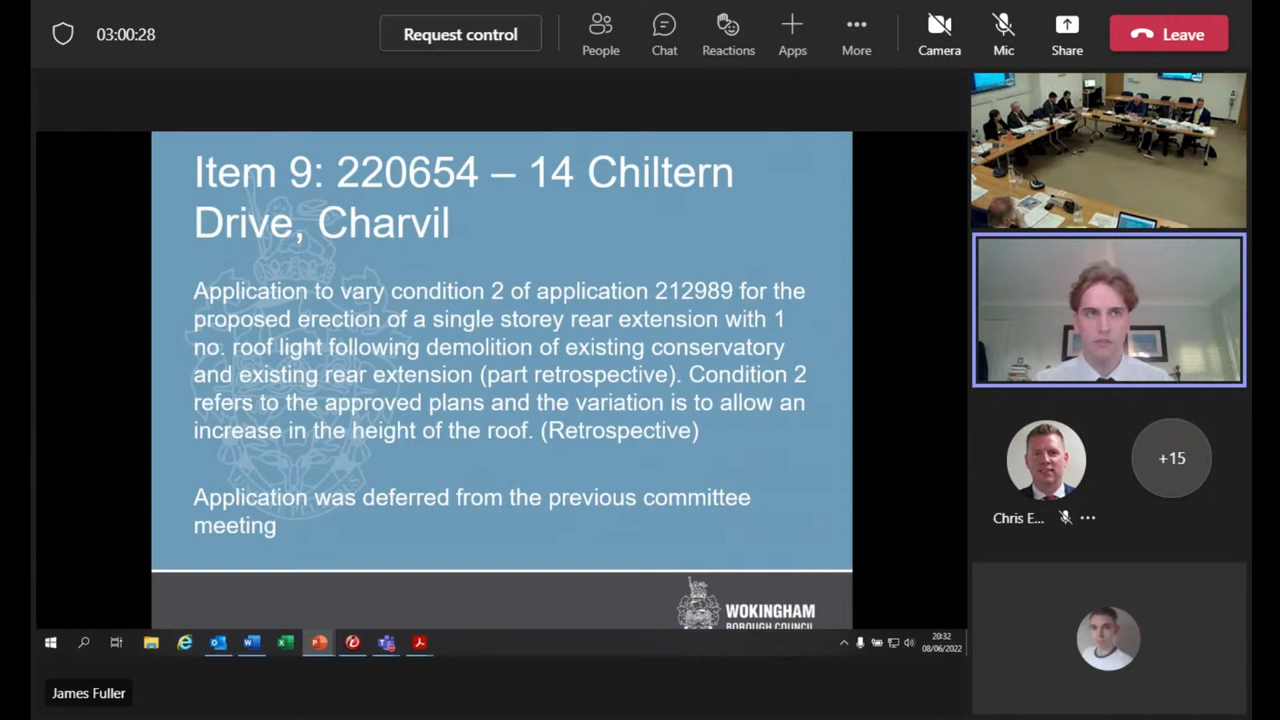 03:00:28
Request control
People
Chat
Reactions
Apps
More
Camera
Mic
Share
Leave
Item 9: 220654 – 14 Chiltern
Drive, Charvil
Application to vary condition 2 of application 212989 for the
proposed erection of a single storey rear extension with 1
no. roof light following demolition of existing conservatory
and existing rear extension (part retrospective). Condition 2
refers to the approved plans and the variation is to allow an
increase in the height of the roof. (Retrospective)
Application was deferred from the previous committee
meeting
WOKINGHAM
BOROUGH COUNCIL
+15
Chris E...
20:32
08/06/2022
James Fuller